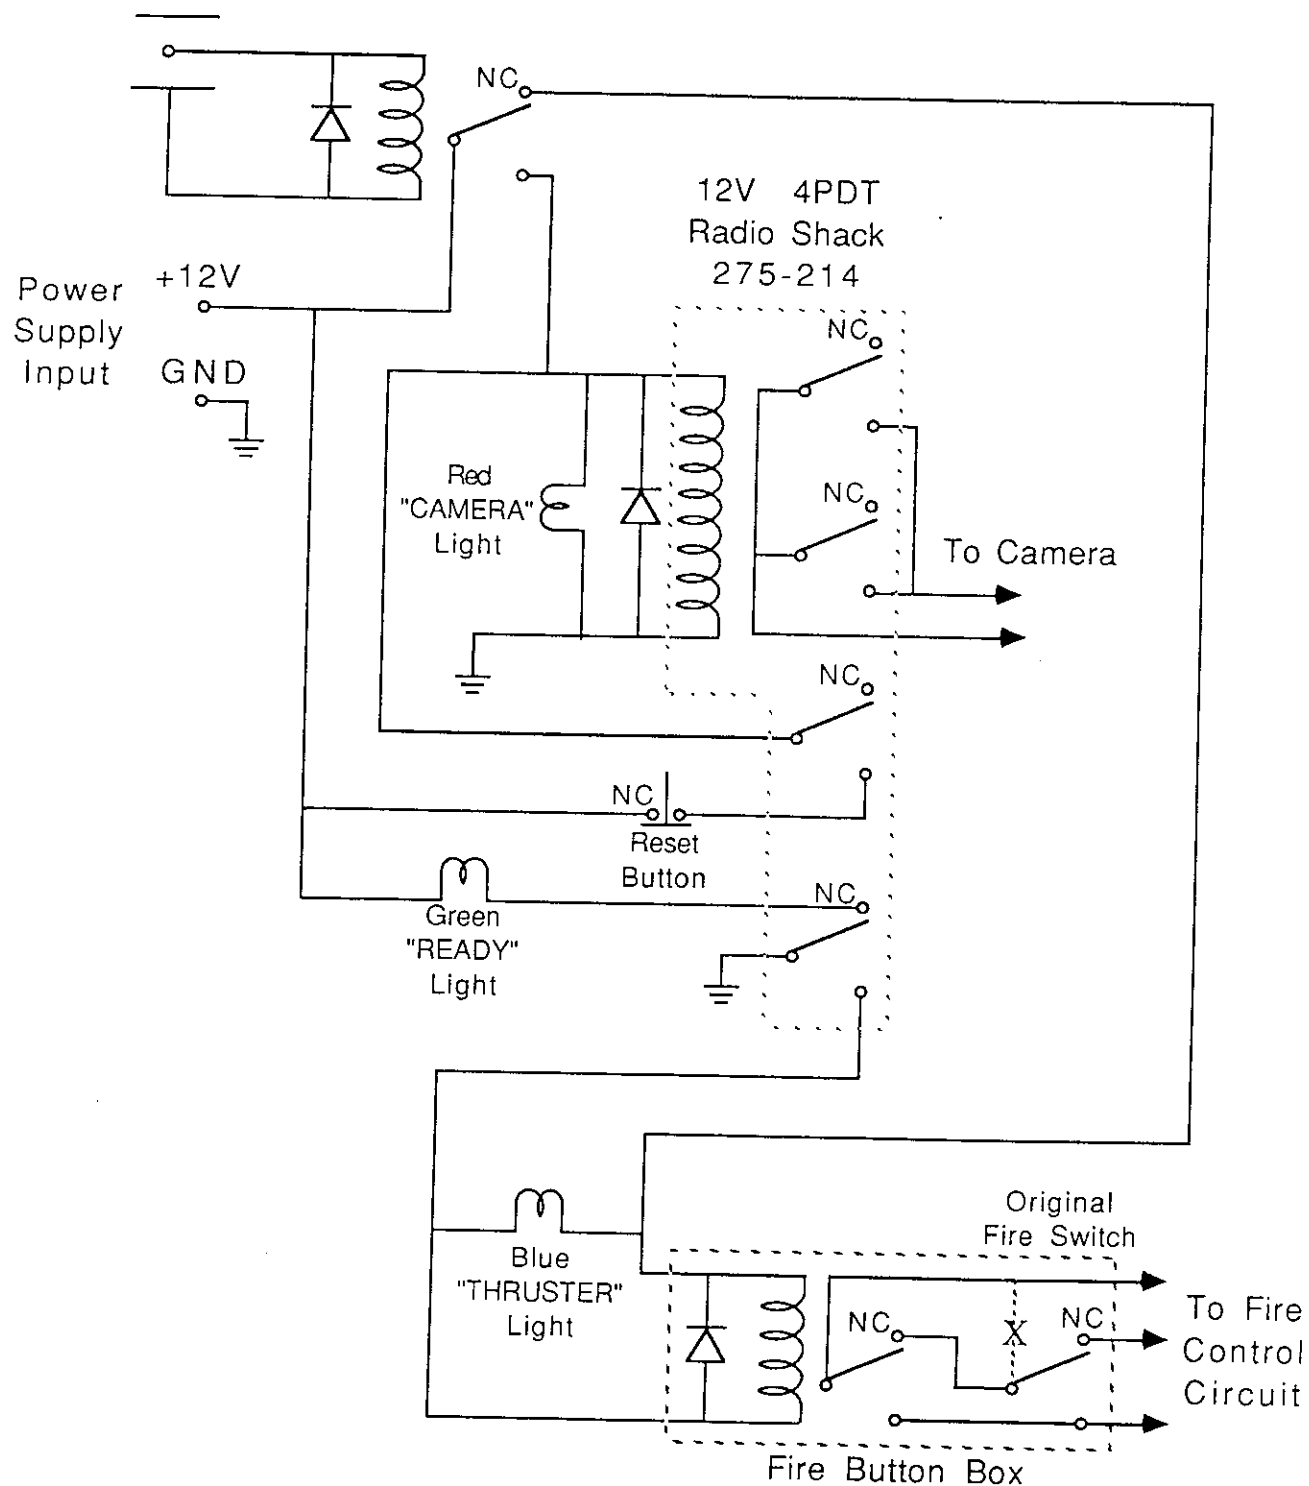 NC
12V 4PDT
Radio Shack
275-214
Power
Supply
Input
+12V
GND
NC
Red
"CAMERA"
Light
NC
To Camera
NC
NC
Reset
Button
NC
Green
"READY"
Light
Original
Fire Switch
Blue
"THRUSTER"
Light
NC
X
NC
To Fire
Control
Circuit
Fire Button Box